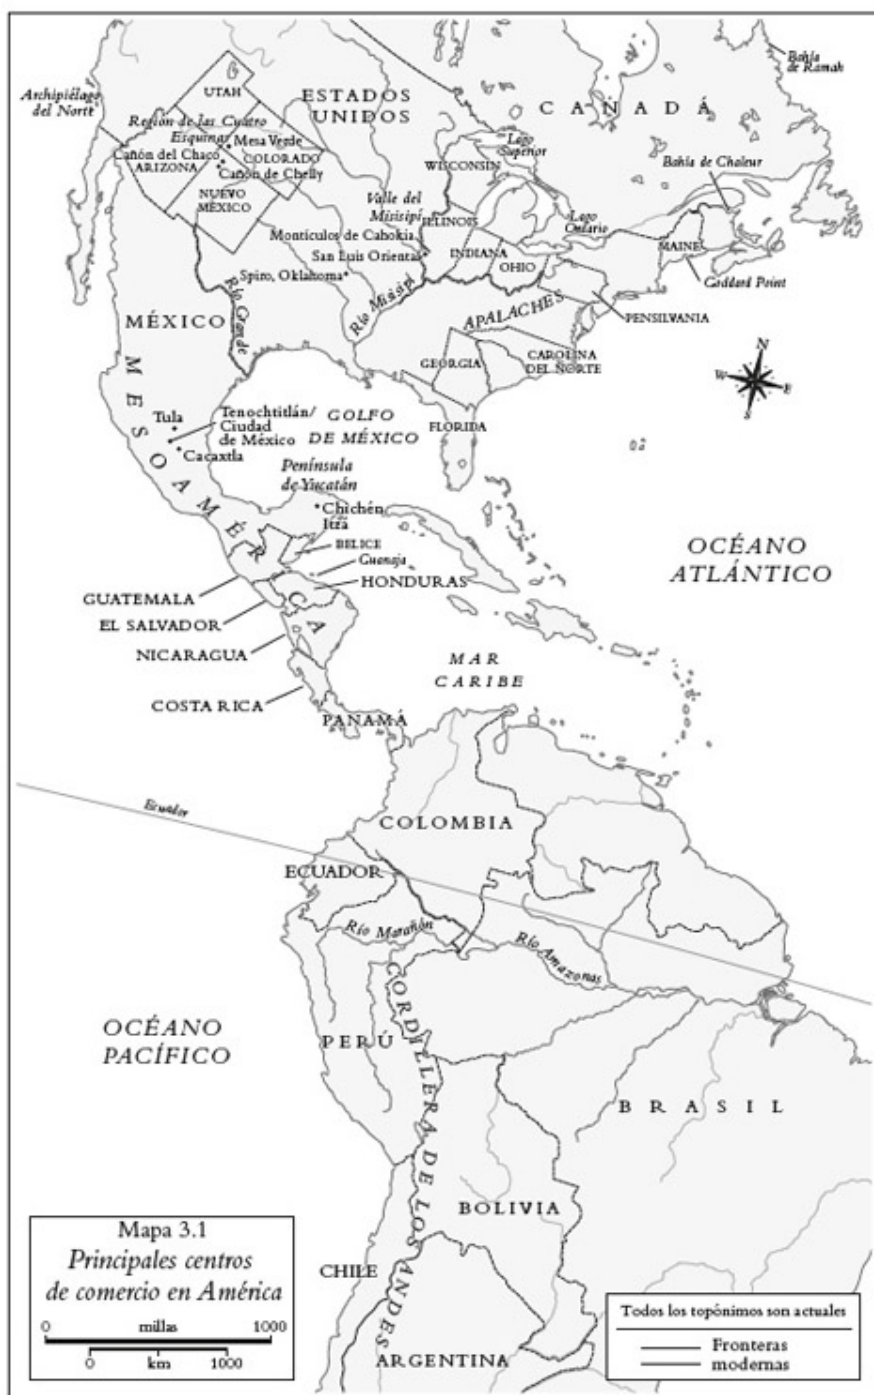 Bahía
de Ramah
Archipiélago
del Norte
UTAH
ESTADOS
UNIDOS
CANADÁ
Región de las Cuatro
Esquinas
Mesa Verde
Cañón del Chaco
COLORADO
ARIZONA
Cañón de Chelly
NUEVO
MÉXICO
WISCONSIN
Lago
Superior
Bahía de Chaleur
Valle del
Misisipí
ILLINOIS
Lago
Ontario
Montículos de Cahokia
San Luis Oriental
INDIANA
OHIO
MAINE
Spiro, Oklahoma
Goddard Point
Río Grande
Río Misisipí
APALACHES
PENSILVANIA
MÉXICO
GEORGIA
CAROLINA
DEL NORTE
N
W
E
S
MESOAMÉRICA
Tula
Tenochtitlán/
Ciudad
de México
Cacaxtla
GOLFO
DE MÉXICO
FLORIDA
Península
de Yucatán
Chichén
Itzá
BELICE
Guanaja
HONDURAS
OCÉANO
ATLÁNTICO
GUATEMALA
EL SALVADOR
NICARAGUA
COSTA RICA
MAR
CARIBE
PANAMÁ
Ecuador
COLOMBIA
ECUADOR
Río Marañón
Río Amazonas
CORDILLERA DE LOS ANDES
OCÉANO
PACÍFICO
PERÚ
BRASIL
BOLIVIA
CHILE
ARGENTINA
Mapa 3.1
Principales centros
de comercio en América
0 millas 1000
0 km 1000
Todos los topónimos son actuales
Fronteras
modernas